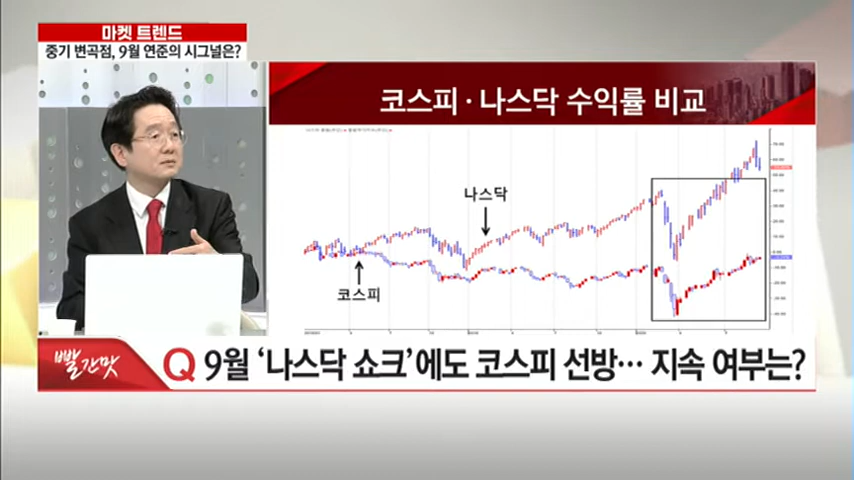 마켓 트렌드
중기 변곡점, 9월 연준의 시그널은?
코스피·나스닥 수익률 비교
나스닥
코스피
빨간맛
Q 9월 ‘나스닥 쇼크’에도 코스피 선방… 지속 여부는?